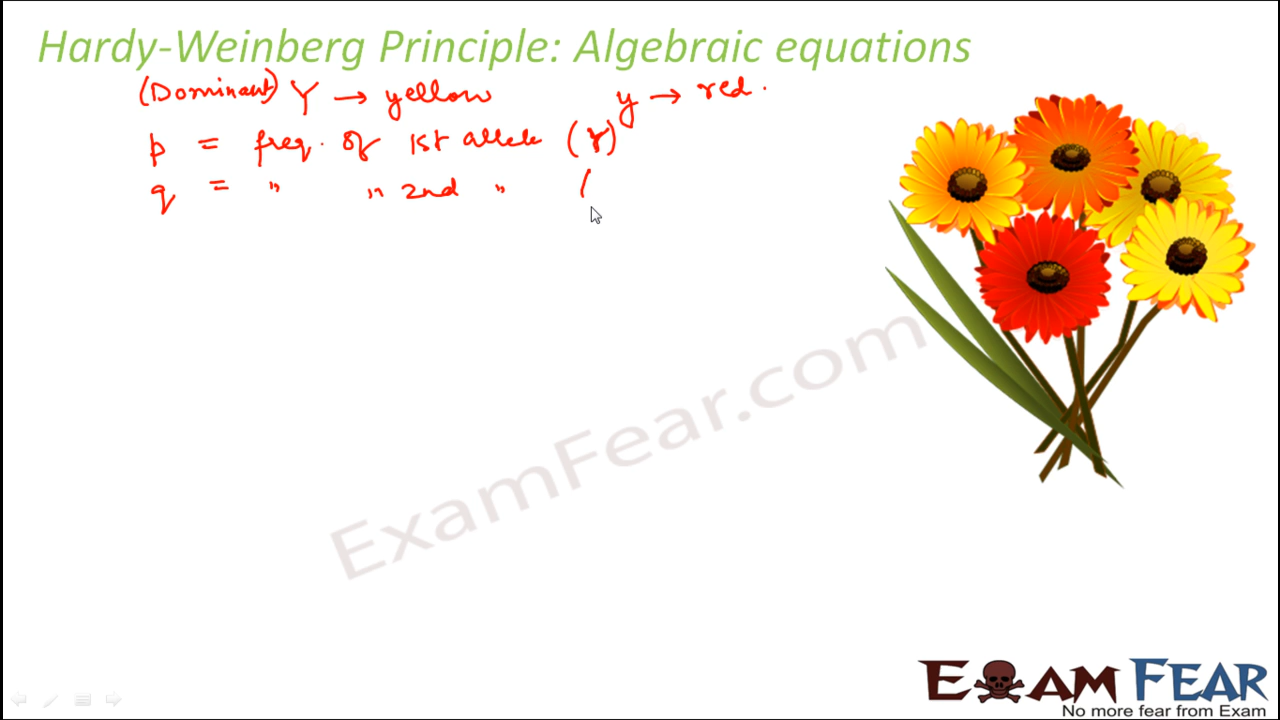 Hardy-Weinberg Principle: Algebraic equations
(Dominant) Y → yellow y → red.
p = freq. of 1st allele (Y)
q = " " 2nd " (
ExamFear.com
EXAM FEAR
No more fear from Exam